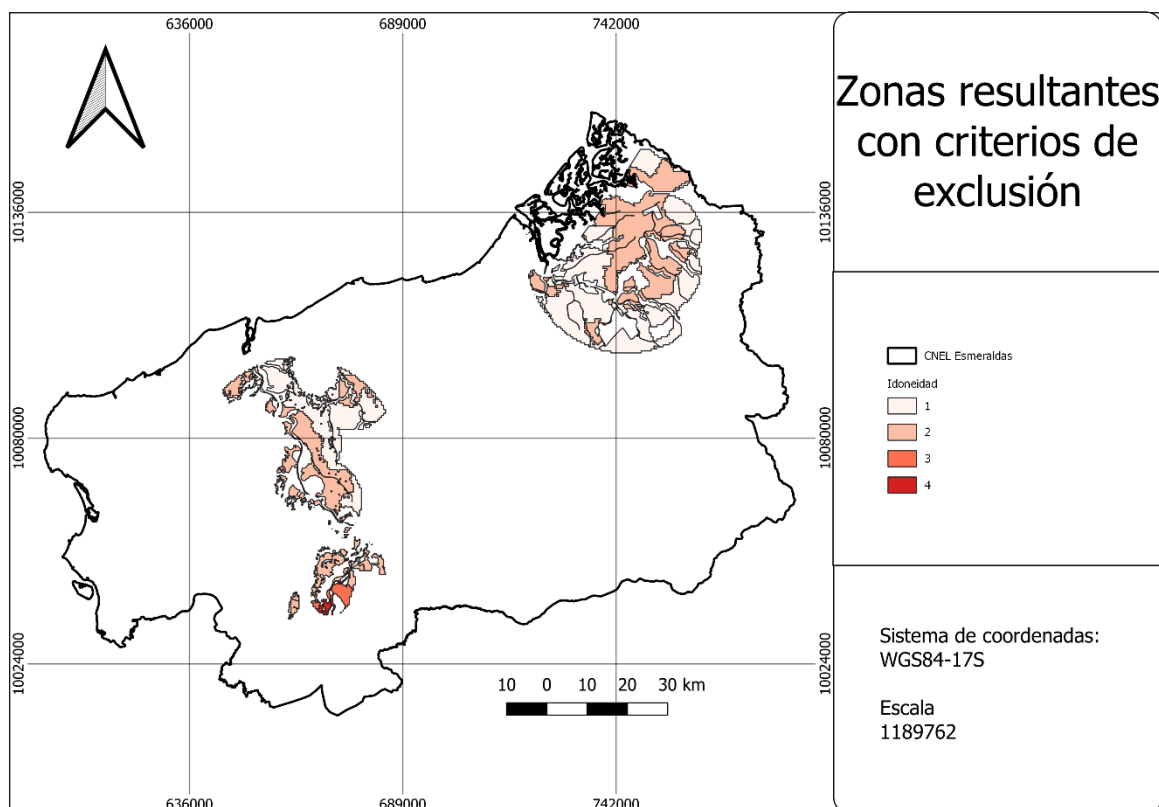 636000
689000
742000
Zonas resultantes
con criterios de
exclusión
10136000
10136000
10080000
10080000
10024000
10024000
CNEL Esmeraldas
Idoneidad
1
2
3
4
10 0 10 20 30 km
Sistema de coordenadas:
WGS84-17S
Escala
1189762
636000
689000
742000